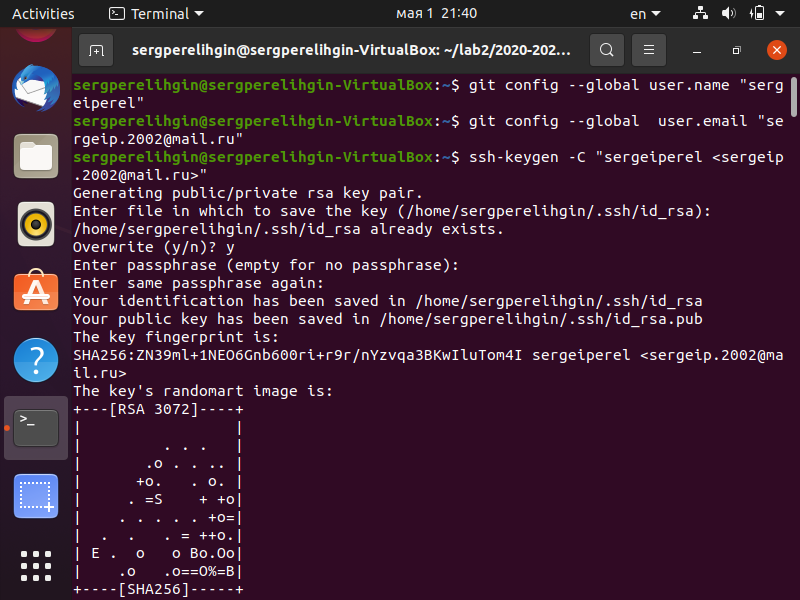 Activities
Terminal
мая 1 21:40
en
sergperelihgin@sergperelihgin-VirtualBox: ~/lab2/2020-202...
sergperelihgin@sergperelihgin-VirtualBox:~$ git config --global user.name "serg
eiperel"
sergperelihgin@sergperelihgin-VirtualBox:~$ git config --global  user.email "se
rgeip.2002@mail.ru"
sergperelihgin@sergperelihgin-VirtualBox:~$ ssh-keygen -C "sergeiperel <sergeip
.2002@mail.ru>"
Generating public/private rsa key pair.
Enter file in which to save the key (/home/sergperelihgin/.ssh/id_rsa):
/home/sergperelihgin/.ssh/id_rsa already exists.
Overwrite (y/n)? y
Enter passphrase (empty for no passphrase):
Enter same passphrase again:
Your identification has been saved in /home/sergperelihgin/.ssh/id_rsa
Your public key has been saved in /home/sergperelihgin/.ssh/id_rsa.pub
The key fingerprint is:
SHA256:ZN39ml+1NEO6Gnb600ri+r9r/nYzvqa3BKwIluTom4I sergeiperel <sergeip.2002@ma
il.ru>
The key's randomart image is:
+---[RSA 3072]----+
|                 |
|         . . .   |
|       .o . . .. |
|      +o.   . o. |
|     . =S    + +o|
|    . . . . . +o=|
|  .  .   . = ++o.|
| E .  o   o Bo.Oo|
|    .o   .o==O%=B|
+----[SHA256]-----+